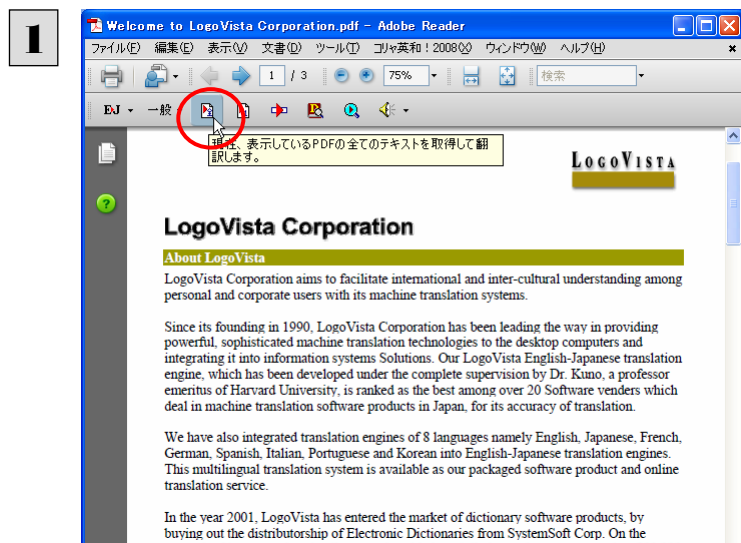 1
Welcome to LogoVista Corporation.pdf - Adobe Reader
ファイル(F) 編集(E) 表示(V) 文書(D) ツール(T) コリャ英和！2008(X) ウィンドウ(W) ヘルプ(H)
1 / 3 75% 検索
EJ 一般
現在、表示しているPDFの全てのテキストを取得して翻
訳します。
LOGOVISTA
LogoVista Corporation
About LogoVista
LogoVista Corporation aims to facilitate international and inter-cultural understanding among
personal and corporate users with its machine translation systems.
Since its founding in 1990, LogoVista Corporation has been leading the way in providing
powerful, sophisticated machine translation technologies to the desktop computers and
integrating it into information systems Solutions. Our LogoVista English-Japanese translation
engine, which has been developed under the complete supervision by Dr. Kuno, a professor
emeritus of Harvard University, is ranked as the best among over 20 Software venders which
deal in machine translation software products in Japan, for its accuracy of translation.
We have also integrated translation engines of 8 languages namely English, Japanese, French,
German, Spanish, Italian, Portuguese and Korean into English-Japanese translation engines.
This multilingual translation system is available as our packaged software product and online
translation service.
In the year 2001, LogoVista has entered the market of dictionary software products, by
buying out the distributorship of Electronic Dictionaries from SystemSoft Corp. On the